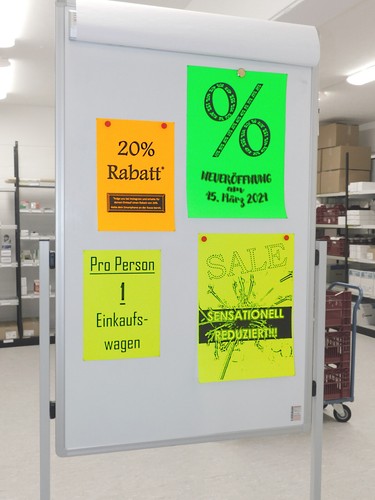 %
NEUERÖFFNUNG
am
15. März 2021
20%
Rabatt*
Pro Person
1
Einkaufs-
wagen
SALE
SENSATIONELL
REDUZIERT!!!